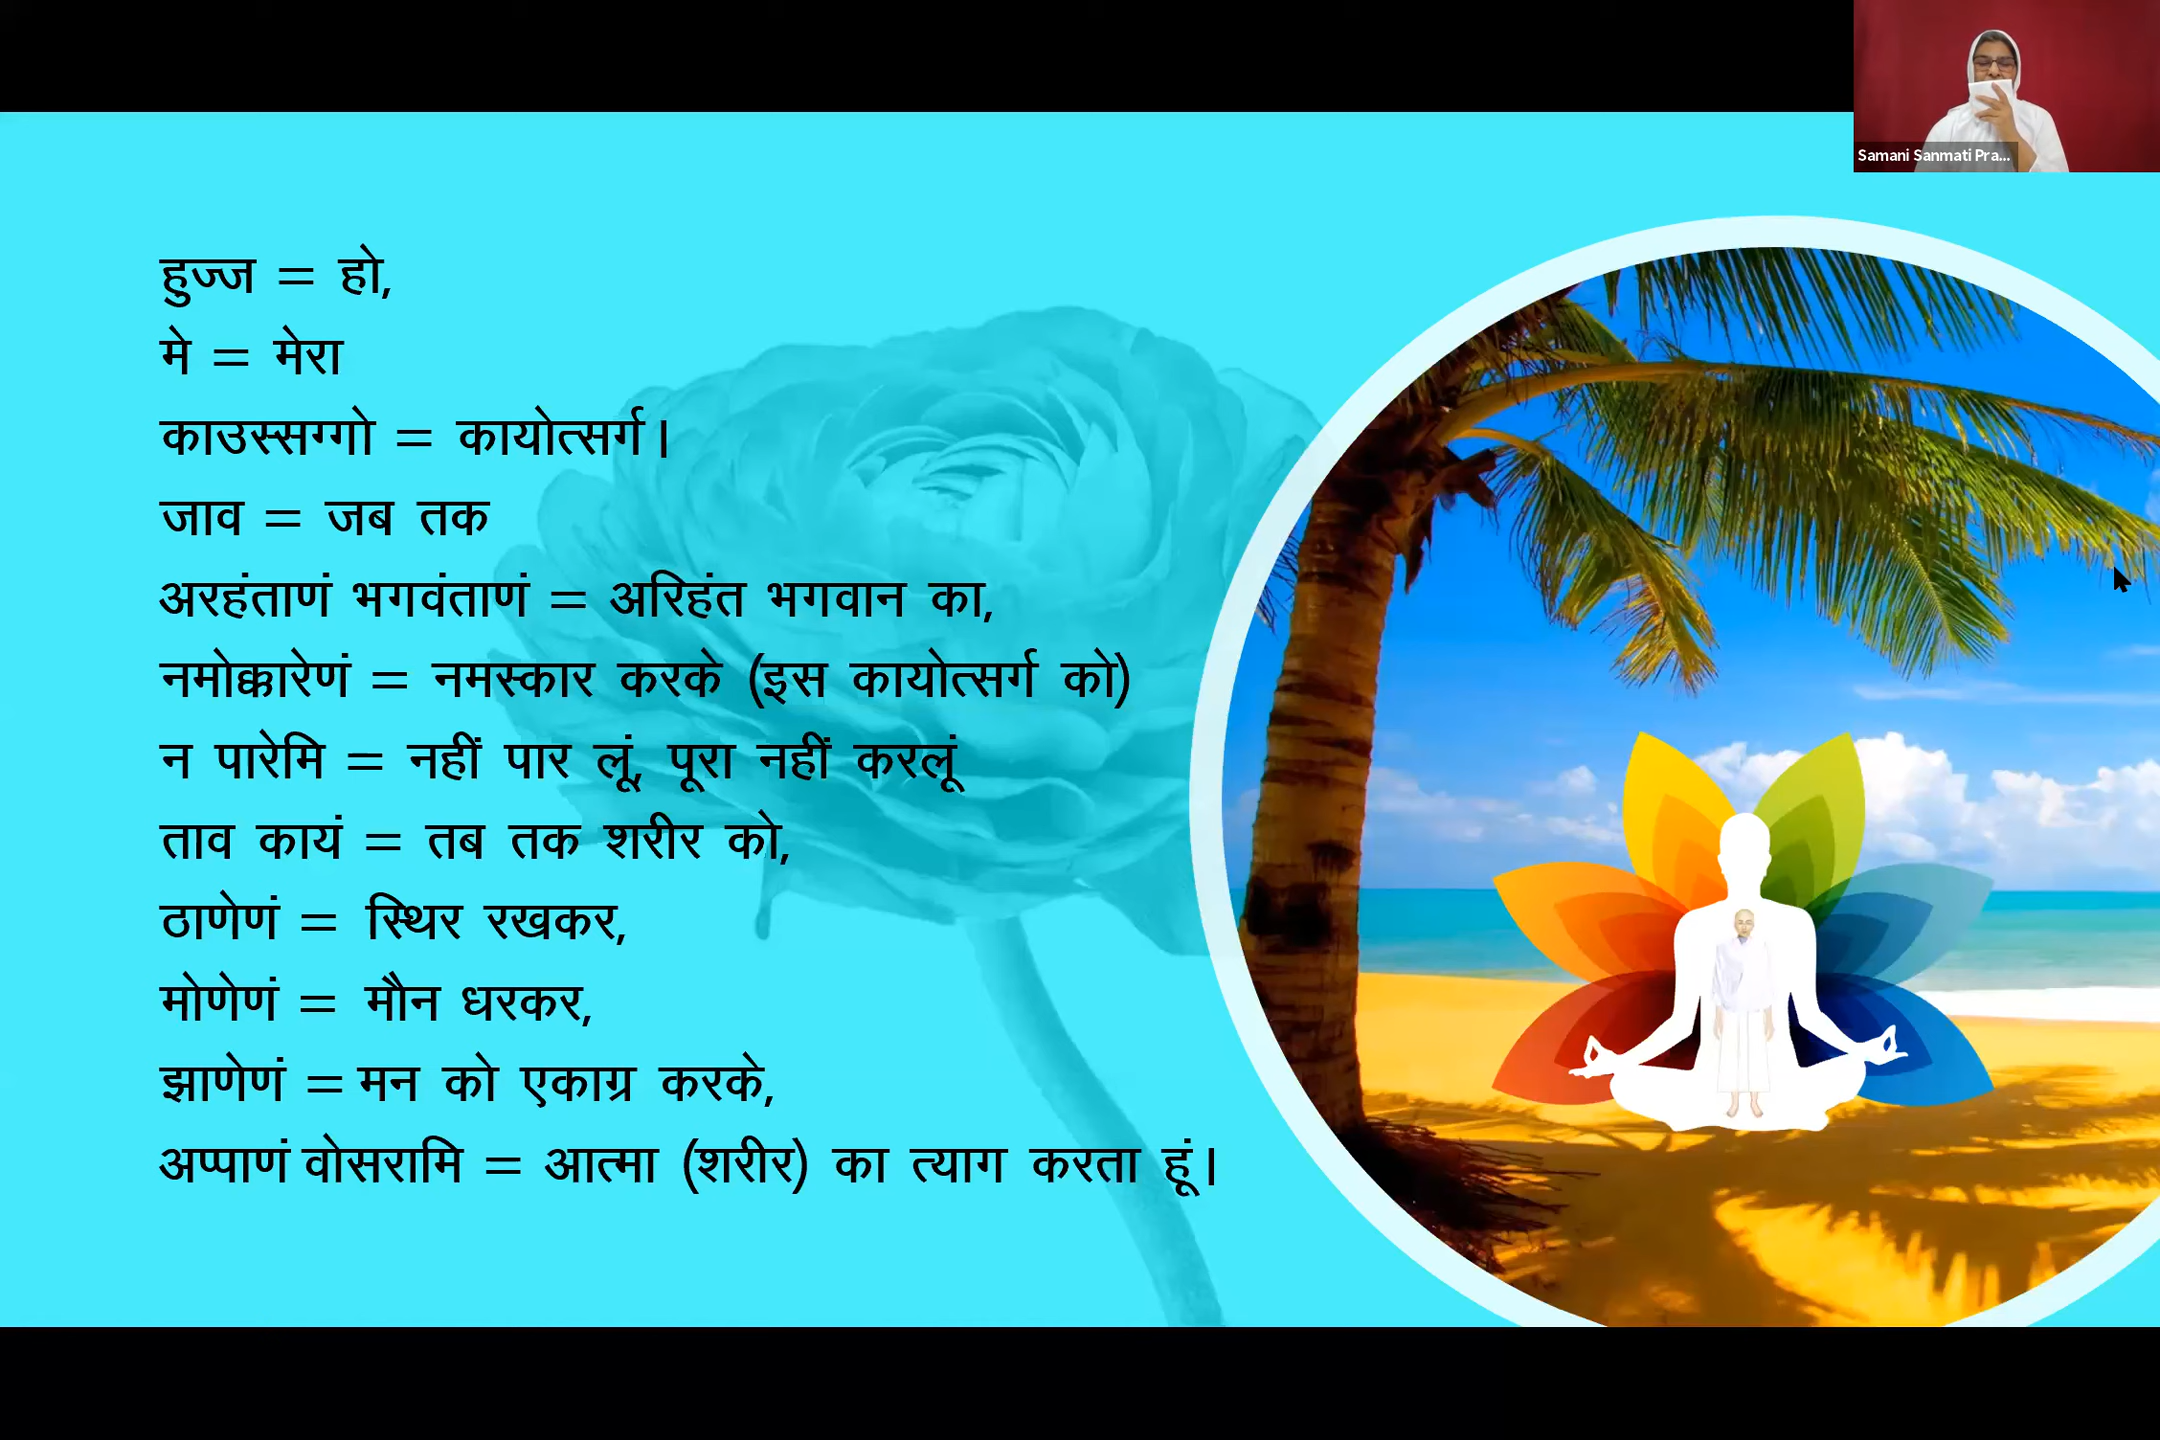 Samani Sanmati Pra...
हुज्ज = हो,
मे = मेरा
काउस्सग्गो = कायोत्सर्ग।
जाव = जब तक
अरहंताणं भगवंताणं = अरिहंत भगवान का,
नमोक्कारेणं = नमस्कार करके (इस कायोत्सर्ग को)
न पारेमि = नहीं पार लूं, पूरा नहीं करलूं
ताव कायं = तब तक शरीर को,
ठाणेणं = स्थिर रखकर,
मोणेणं = मौन धरकर,
झाणेणं = मन को एकाग्र करके,
अप्पाणं वोसरामि = आत्मा (शरीर) का त्याग करता हूं।